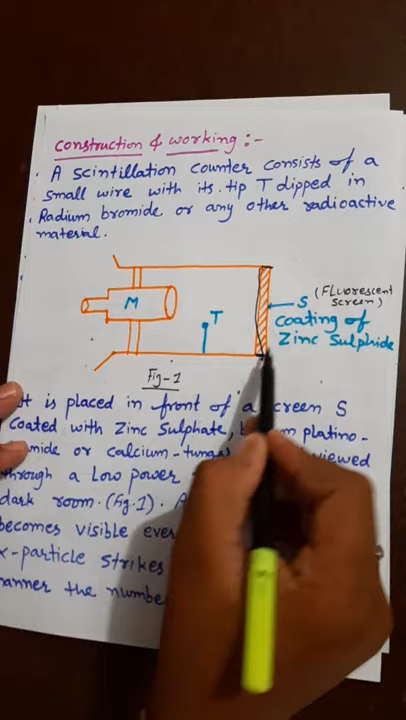 Construction & working :-
A scintillation counter consists of a
small wire with its tip T dipped in
Radium bromide or any other radioactive
material.
M
T
S (Fluorescent
screen)
coating of
Zinc Sulphide
Fig-1
It is placed in front of a screen S
coated with Zinc Sulphate, platino-
or calcium- viewed
through a Low power
dark room. (fig.1).
becomes visible
α-particle strikes
manner the number